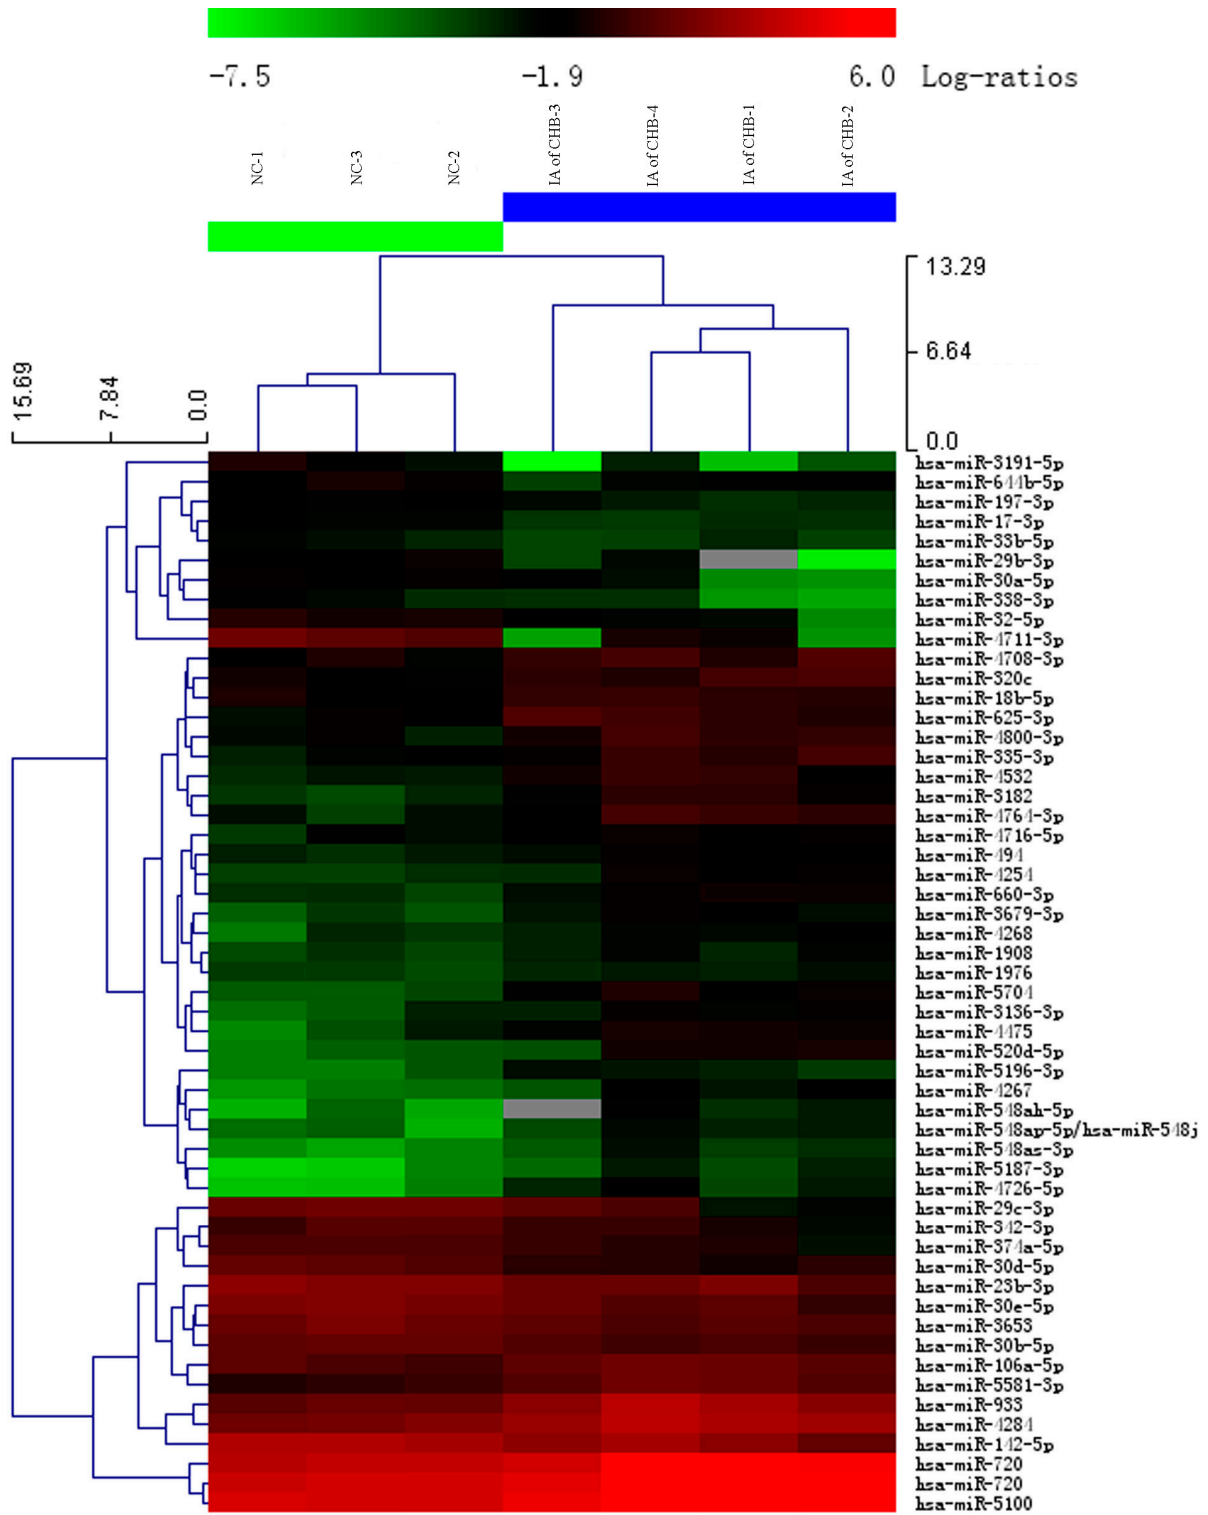 -7.5 -1.9 6.0 Log-ratios
NC-1 NC-3 NC-2 IA of CHB-3 IA of CHB-4 IA of CHB-1 IA of CHB-2
13.29
6.64
0.0
15.69 7.84 0.0
hsa-miR-3191-5p
hsa-miR-644b-5p
hsa-miR-197-3p
hsa-miR-17-3p
hsa-miR-33b-5p
hsa-miR-29b-3p
hsa-miR-30a-5p
hsa-miR-338-3p
hsa-miR-32-5p
hsa-miR-4711-3p
hsa-miR-4708-3p
hsa-miR-320c
hsa-miR-18b-5p
hsa-miR-625-3p
hsa-miR-4800-3p
hsa-miR-335-3p
hsa-miR-4532
hsa-miR-3182
hsa-miR-4764-3p
hsa-miR-4716-5p
hsa-miR-494
hsa-miR-4254
hsa-miR-660-3p
hsa-miR-3679-3p
hsa-miR-4268
hsa-miR-1908
hsa-miR-1976
hsa-miR-5704
hsa-miR-3136-3p
hsa-miR-4475
hsa-miR-520d-5p
hsa-miR-5196-3p
hsa-miR-4267
hsa-miR-548ah-5p
hsa-miR-548ap-5p/hsa-miR-548j
hsa-miR-548as-3p
hsa-miR-5187-3p
hsa-miR-4726-5p
hsa-miR-29c-3p
hsa-miR-342-3p
hsa-miR-374a-5p
hsa-miR-30d-5p
hsa-miR-23b-3p
hsa-miR-30e-5p
hsa-miR-3653
hsa-miR-30b-5p
hsa-miR-106a-5p
hsa-miR-5581-3p
hsa-miR-933
hsa-miR-4284
hsa-miR-142-5p
hsa-miR-720
hsa-miR-720
hsa-miR-5100